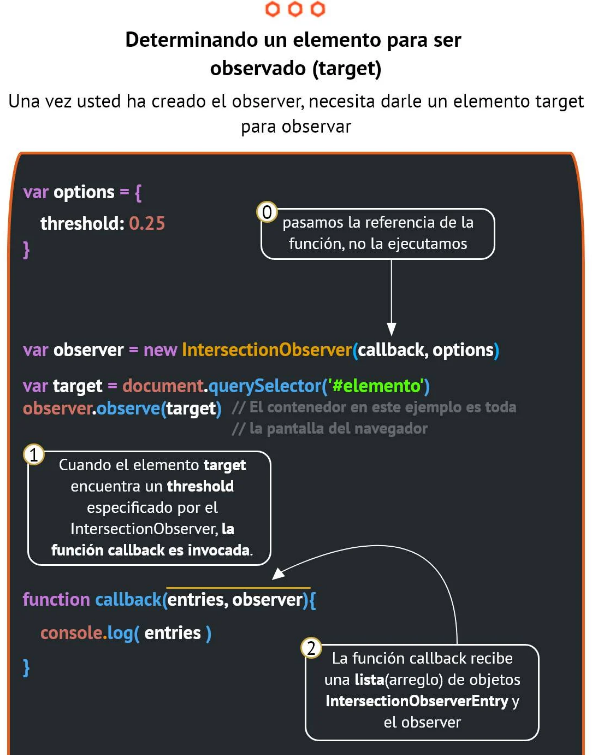 Determinando un elemento para ser
observado (target)
Una vez usted ha creado el observer, necesita darle un elemento target
para observar
var options = {
threshold: 0.25
}
0
pasamos la referencia de la
función, no la ejecutamos
var observer = new IntersectionObserver(callback, options)
var target = document.querySelector('#elemento')
observer.observe(target) // El contenedor en este ejemplo es toda
// la pantalla del navegador
1
Cuando el elemento target
encuentra un threshold
especificado por el
IntersectionObserver, la
función callback es invocada.
function callback(entries, observer){
console.log( entries )
}
2
La función callback recibe
una lista(arreglo) de objetos
IntersectionObserverEntry y
el observer